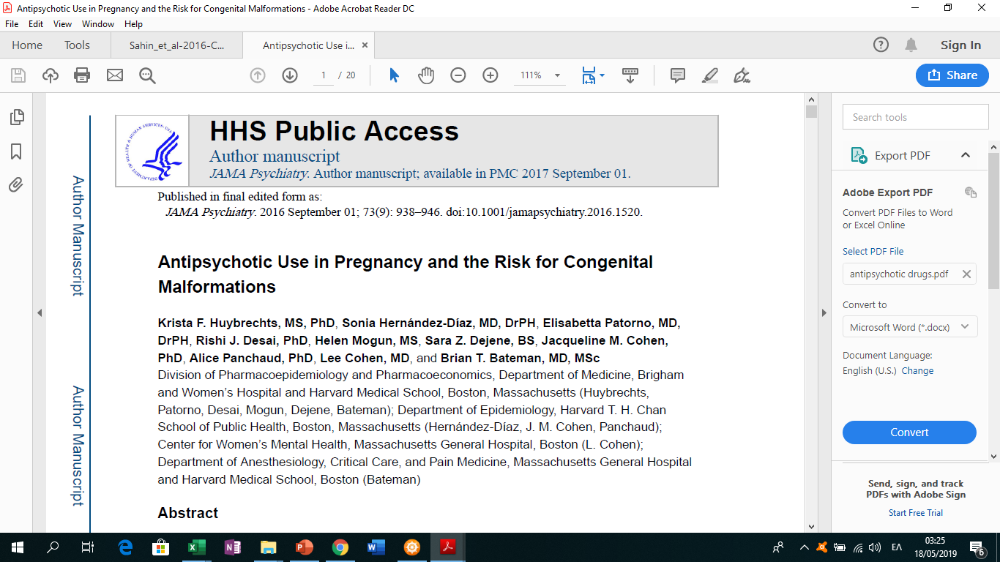 Antipsychotic Use in Pregnancy and the Risk for Congenital Malformations - Adobe Acrobat Reader DC
File Edit View Window Help
Home Tools Sahin_et_al-2016-C... Antipsychotic Use i... × Sign In
1 / 20 111% Share
HHS Public Access
Author manuscript
JAMA Psychiatry. Author manuscript; available in PMC 2017 September 01.
DEPARTMENT OF HEALTH & HUMAN SERVICES·USA
Author Manuscript
Author Manuscript
Published in final edited form as:
JAMA Psychiatry. 2016 September 01; 73(9): 938–946. doi:10.1001/jamapsychiatry.2016.1520.
Antipsychotic Use in Pregnancy and the Risk for Congenital
Malformations
Krista F. Huybrechts, MS, PhD, Sonia Hernández-Díaz, MD, DrPH, Elisabetta Patorno, MD,
DrPH, Rishi J. Desai, PhD, Helen Mogun, MS, Sara Z. Dejene, BS, Jacqueline M. Cohen,
PhD, Alice Panchaud, PhD, Lee Cohen, MD, and Brian T. Bateman, MD, MSc
Division of Pharmacoepidemiology and Pharmacoeconomics, Department of Medicine, Brigham
and Women's Hospital and Harvard Medical School, Boston, Massachusetts (Huybrechts,
Patorno, Desai, Mogun, Dejene, Bateman); Department of Epidemiology, Harvard T. H. Chan
School of Public Health, Boston, Massachusetts (Hernández-Díaz, J. M. Cohen, Panchaud);
Center for Women's Mental Health, Massachusetts General Hospital, Boston (L. Cohen);
Department of Anesthesiology, Critical Care, and Pain Medicine, Massachusetts General Hospital
and Harvard Medical School, Boston (Bateman)
Abstract
Search tools
Export PDF
Adobe Export PDF
Convert PDF Files to Word
or Excel Online
Select PDF File
antipsychotic drugs.pdf
Convert to
Microsoft Word (*.docx)
Document Language:
English (U.S.) Change
Convert
Send, sign, and track
PDFs with Adobe Sign
Start Free Trial
ΕΛ
03:25
18/05/2019
6